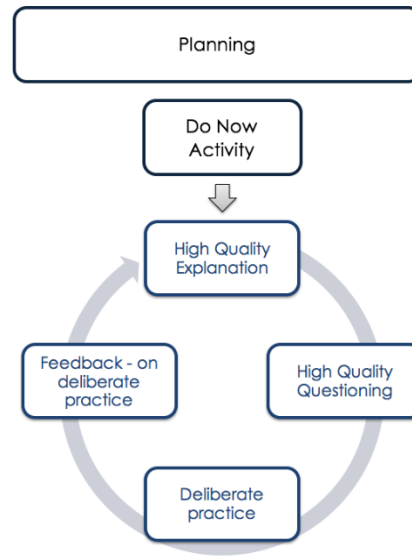 Planning
Do Now
Activity
High Quality
Explanation
Feedback - on
deliberate
practice
High Quality
Questioning
Deliberate
practice